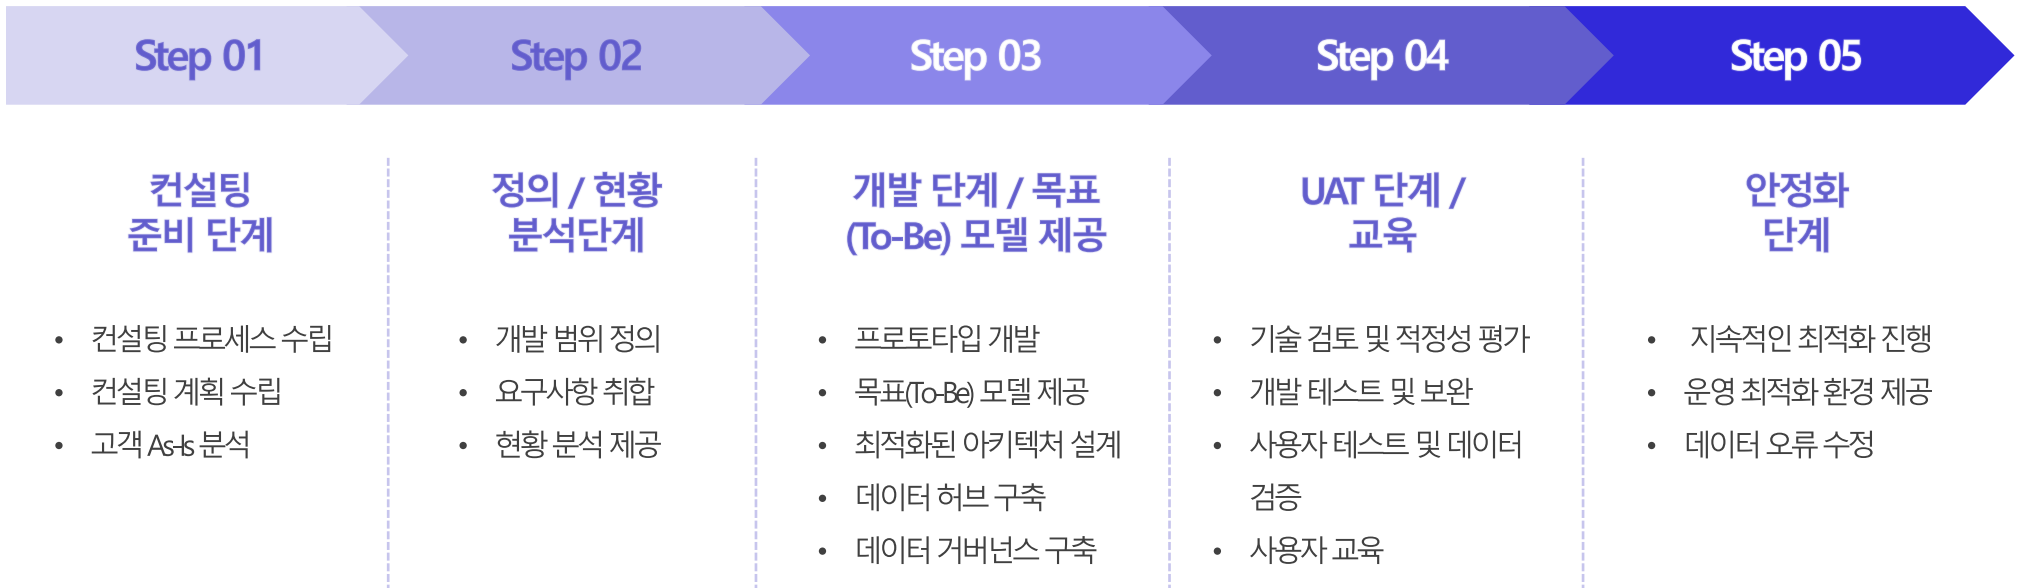 Step 01
Step 02
Step 03
Step 04
Step 05
컨설팅
준비 단계
• 컨설팅 프로세스 수립
• 컨설팅 계획 수립
• 고객 As-Is 분석
정의 / 현황
분석단계
• 개발 범위 정의
• 요구사항 취합
• 현황 분석 제공
개발 단계 / 목표
(To-Be) 모델 제공
• 프로토타입 개발
• 목표(To-Be) 모델 제공
• 최적화된 아키텍처 설계
• 데이터 허브 구축
• 데이터 거버넌스 구축
UAT 단계 /
교육
• 기술 검토 및 적정성 평가
• 개발 테스트 및 보완
• 사용자 테스트 및 데이터
검증
• 사용자 교육
안정화
단계
• 지속적인 최적화 진행
• 운영 최적화 환경 제공
• 데이터 오류 수정